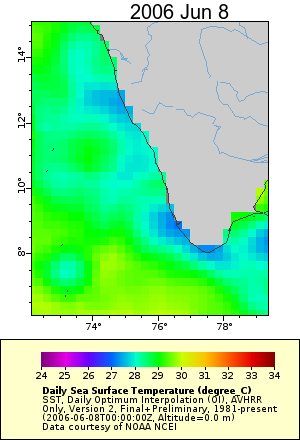 2006 Jun 8
14°
12°
10°
8°
74° 76° 78°
24 25 26 27 28 29 30 31 32 33 34
Daily Sea Surface Temperature (degree_C)
SST, Daily Optimum Interpolation (OI), AVHRR
Only, Version 2, Final+Preliminary, 1981-present
(2006-06-08T00:00:00Z, Altitude=0.0 m)
Data courtesy of NOAA NCEI